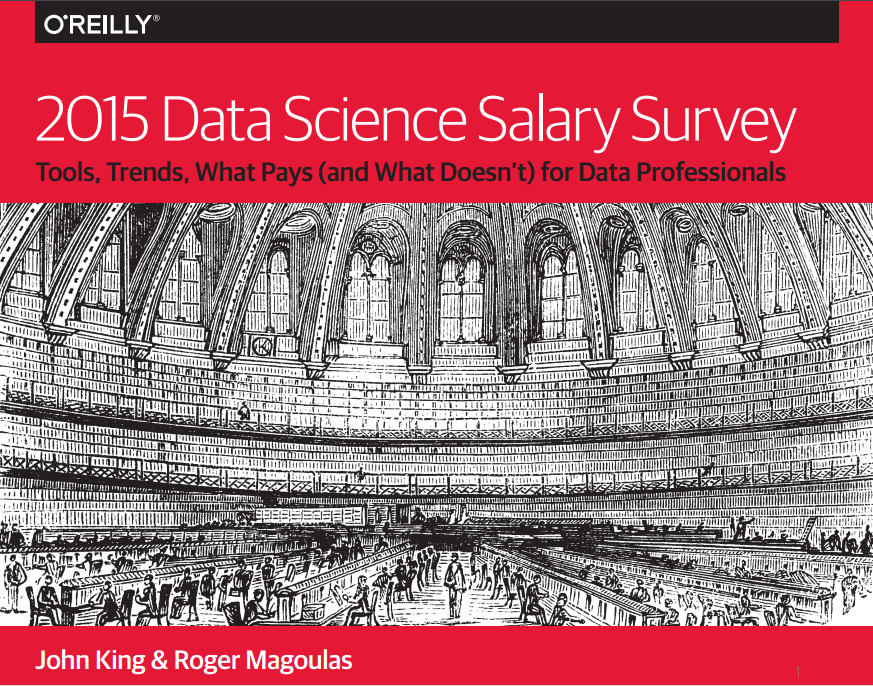 O'REILLY®
2015 Data Science Salary Survey
Tools, Trends, What Pays (and What Doesn't) for Data Professionals
John King & Roger Magoulas
1